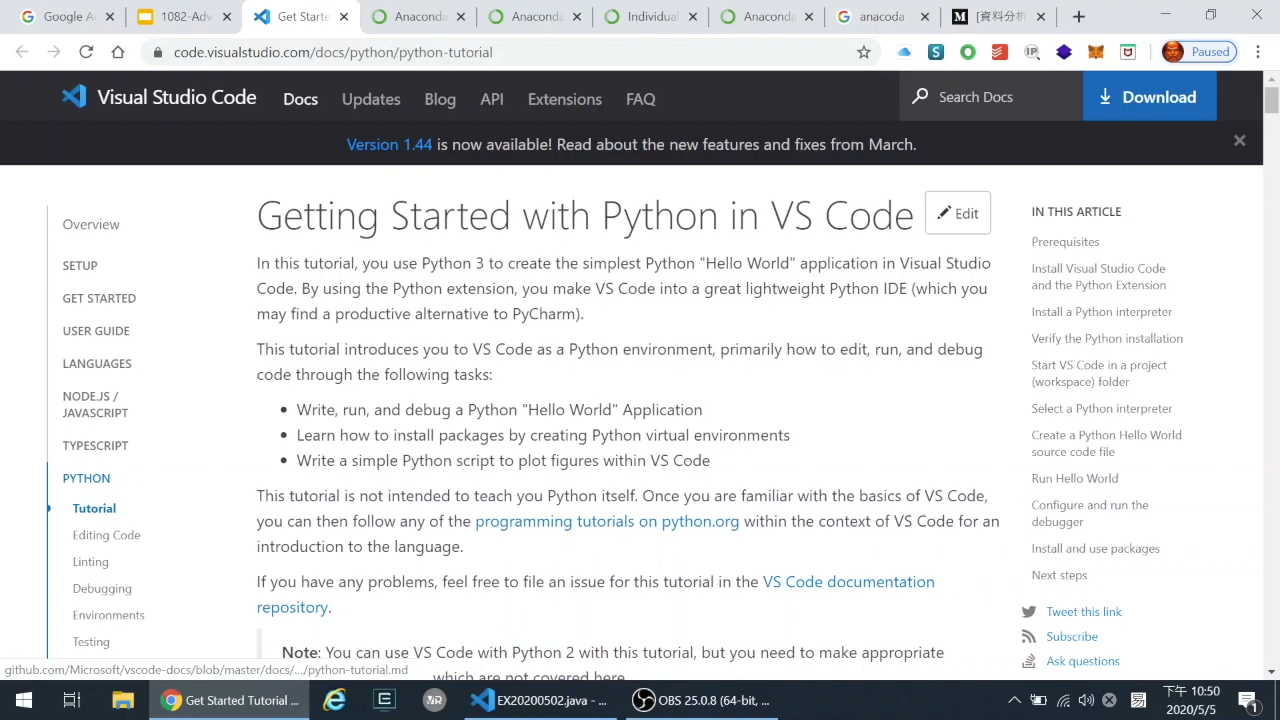 Google A
1082-Adv
Get Starte
Anaconda
Anaconda
Individual
Anaconda
anacoda
[資料分析
code.visualstudio.com/docs/python/python-tutorial
Paused
Visual Studio Code
Docs
Updates
Blog
API
Extensions
FAQ
Search Docs
Download
Version 1.44 is now available! Read about the new features and fixes from March.
Overview
SETUP
GET STARTED
USER GUIDE
LANGUAGES
NODE.JS /
JAVASCRIPT
TYPESCRIPT
PYTHON
Tutorial
Editing Code
Linting
Debugging
Environments
Testing
Getting Started with Python in VS Code
Edit
In this tutorial, you use Python 3 to create the simplest Python "Hello World" application in Visual Studio
Code. By using the Python extension, you make VS Code into a great lightweight Python IDE (which you
may find a productive alternative to PyCharm).
This tutorial introduces you to VS Code as a Python environment, primarily how to edit, run, and debug
code through the following tasks:
Write, run, and debug a Python "Hello World" Application
Learn how to install packages by creating Python virtual environments
Write a simple Python script to plot figures within VS Code
This tutorial is not intended to teach you Python itself. Once you are familiar with the basics of VS Code,
you can then follow any of the programming tutorials on python.org within the context of VS Code for an
introduction to the language.
If you have any problems, feel free to file an issue for this tutorial in the VS Code documentation
repository.
Note: You can use VS Code with Python 2 with this tutorial, but you need to make appropriate
which are not covered here
IN THIS ARTICLE
Prerequisites
Install Visual Studio Code
and the Python Extension
Install a Python interpreter
Verify the Python installation
Start VS Code in a project
(workspace) folder
Select a Python interpreter
Create a Python Hello World
source code file
Run Hello World
Configure and run the
debugger
Install and use packages
Next steps
Tweet this link
Subscribe
Ask questions
github.com/Microsoft/vscode-docs/blob/master/docs/.../python-tutorial.md
Get Started Tutorial ...
EX20200502.java - ...
OBS 25.0.8 (64-bit, ...
下午 10:50
2020/5/5
1